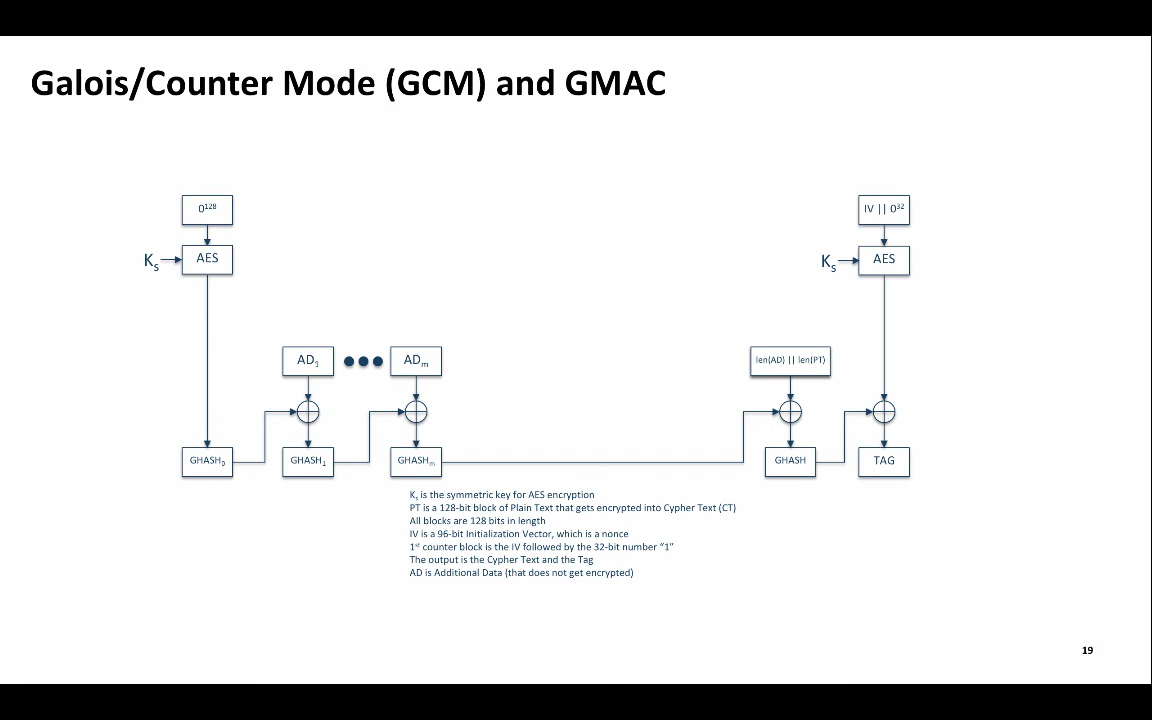 Galois/Counter Mode (GCM) and GMAC
0¹²⁸
IV || 0³²
Kₛ
AES
Kₛ
AES
AD₁
ADₘ
len(AD) || len(PT)
GHASH₀
GHASH₁
GHASHₘ
GHASH
TAG
Kₛ is the symmetric key for AES encryption
PT is a 128-bit block of Plain Text that gets encrypted into Cypher Text (CT)
All blocks are 128 bits in length
IV is a 96-bit Initialization Vector, which is a nonce
1ˢᵗ counter block is the IV followed by the 32-bit number “1”
The output is the Cypher Text and the Tag
AD is Additional Data (that does not get encrypted)
19